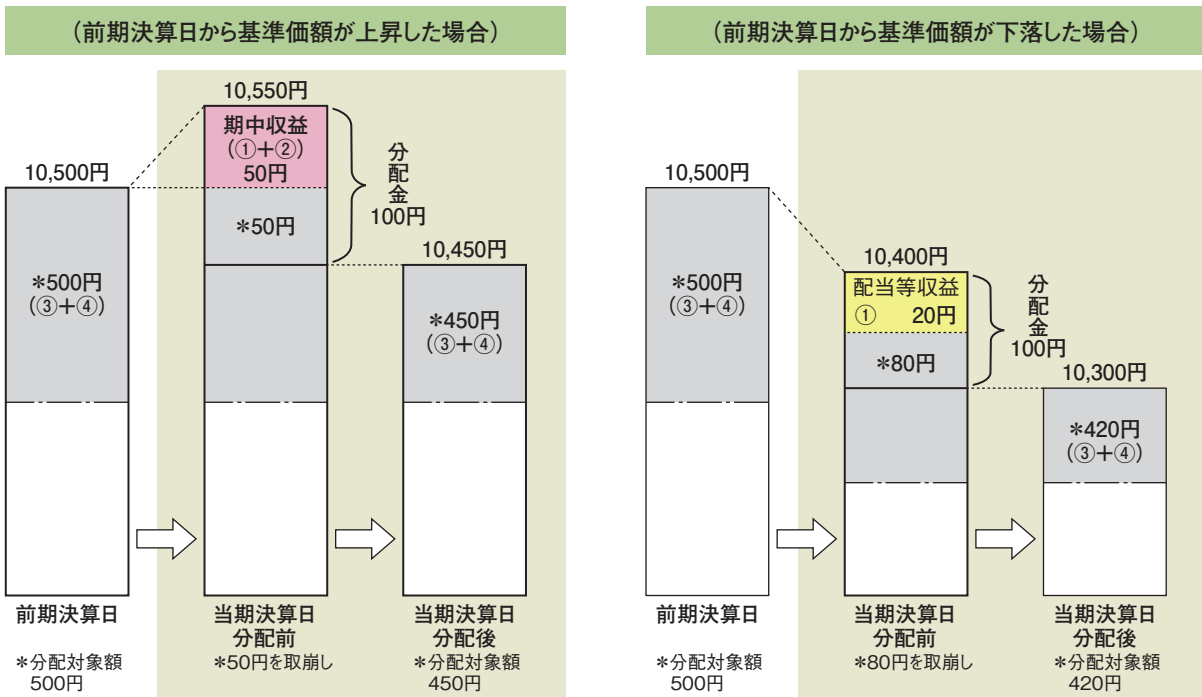 (前期決算日から基準価額が上昇した場合)
10,500円
*500円
(③+④)
10,550円
期中収益
(①+②)
50円
*50円
分配金
100円
10,450円
*450円
(③+④)
前期決算日
*分配対象額
500円
当期決算日
分配前
*50円を取崩し
当期決算日
分配後
*分配対象額
450円
(前期決算日から基準価額が下落した場合)
10,500円
*500円
(③+④)
10,400円
配当等収益
① 20円
*80円
分配金
100円
10,300円
*420円
(③+④)
前期決算日
*分配対象額
500円
当期決算日
分配前
*80円を取崩し
当期決算日
分配後
*分配対象額
420円